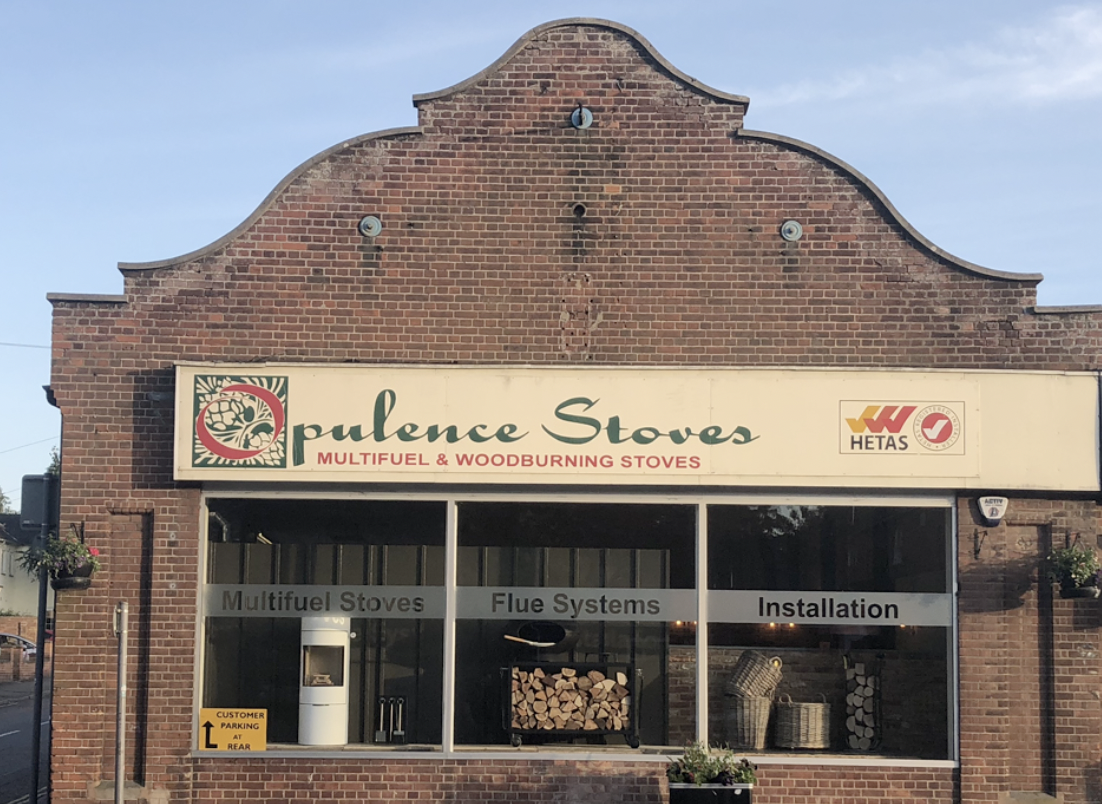 Opulence Stoves
MULTIFUEL & WOODBURNING STOVES
HETAS
Multifuel Stoves
Flue Systems
Installation
CUSTOMER
PARKING
AT
REAR